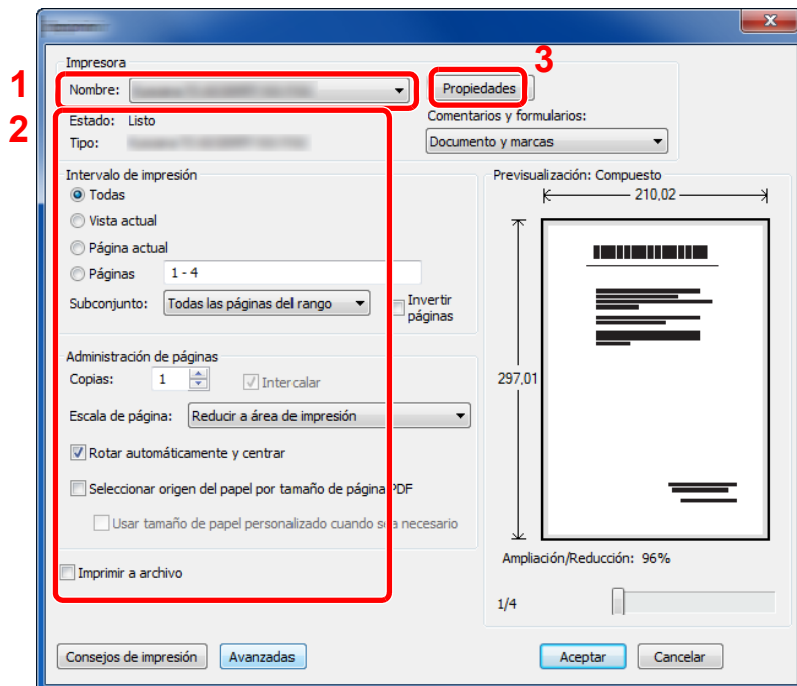 Impresora
1
Nombre:
3
Propiedades
2
Estado: Listo
Tipo:
Comentarios y formularios:
Documento y marcas
Intervalo de impresión
Todas
Vista actual
Página actual
Páginas 1 - 4
Subconjunto: Todas las páginas del rango
Invertir
páginas
Administración de páginas
Copias: 1 Intercalar
Escala de página: Reducir a área de impresión
Rotar automáticamente y centrar
Seleccionar origen del papel por tamaño de página PDF
Usar tamaño de papel personalizado cuando sea necesario
Imprimir a archivo
Previsualización: Compuesto
210,02
297,01
Ampliación/Reducción: 96%
1/4
Consejos de impresión
Avanzadas
Aceptar
Cancelar